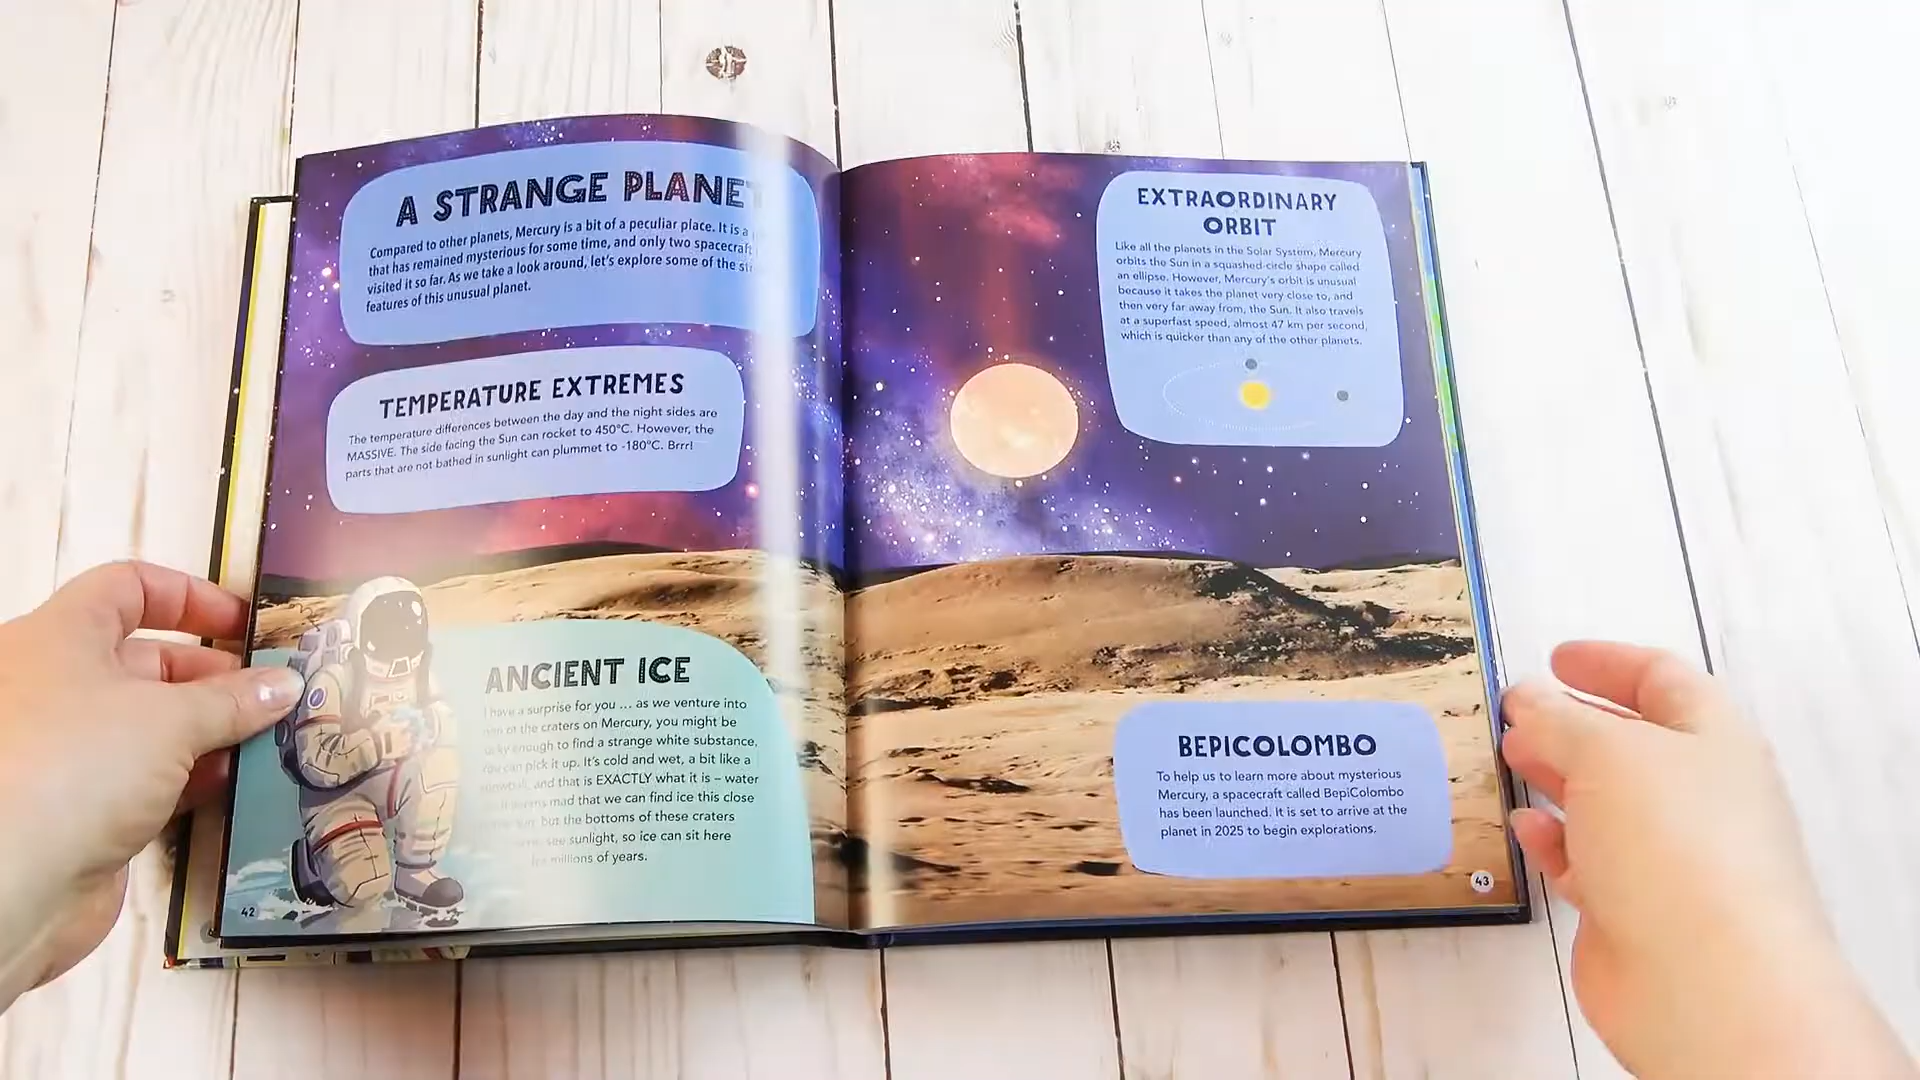 A STRANGE PLANET
Compared to other planets, Mercury is a bit of a peculiar place. It is a
that has remained mysterious for some time, and only two spacecraft
visited it so far. As we take a look around, let's explore some of the
features of this unusual planet.
TEMPERATURE EXTREMES
The temperature differences between the day and the night sides are
MASSIVE. The side facing the Sun can rocket to 450°C. However, the
parts that are not bathed in sunlight can plummet to -180°C. Brrr!
ANCIENT ICE
I have a surprise for you ... as we venture into
of the craters on Mercury, you might be
enough to find a strange white substance.
You can pick it up. It's cold and wet, a bit like a
snowball, and that is EXACTLY what it is – water
seems mad that we can find ice this close
but the bottoms of these craters
see sunlight, so ice can sit here
for millions of years.
42
EXTRAORDINARY
ORBIT
Like all the planets in the Solar System, Mercury
orbits the Sun in a squashed-circle shape called
an ellipse. However, Mercury's orbit is unusual
because it takes the planet very close to, and
then very far away from, the Sun. It also travels
at a superfast speed, almost 47 km per second,
which is quicker than any of the other planets.
BEPICOLOMBO
To help us to learn more about mysterious
Mercury, a spacecraft called BepiColombo
has been launched. It is set to arrive at the
planet in 2025 to begin explorations.
43